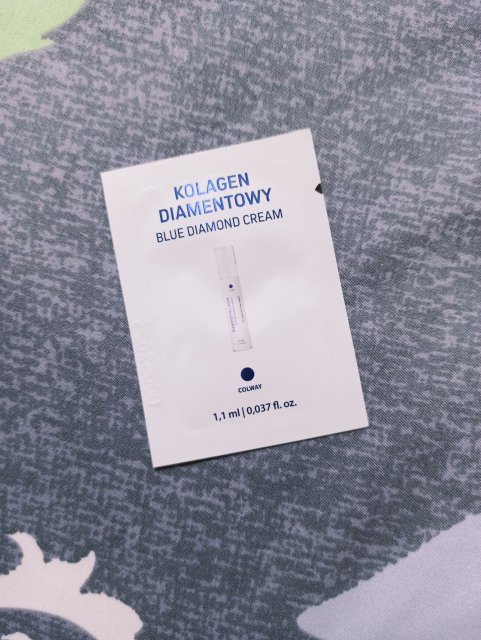 KOLAGEN
DIAMENTOWY
BLUE DIAMOND CREAM
COLWAY
1,1 ml | 0,037 fl. oz.